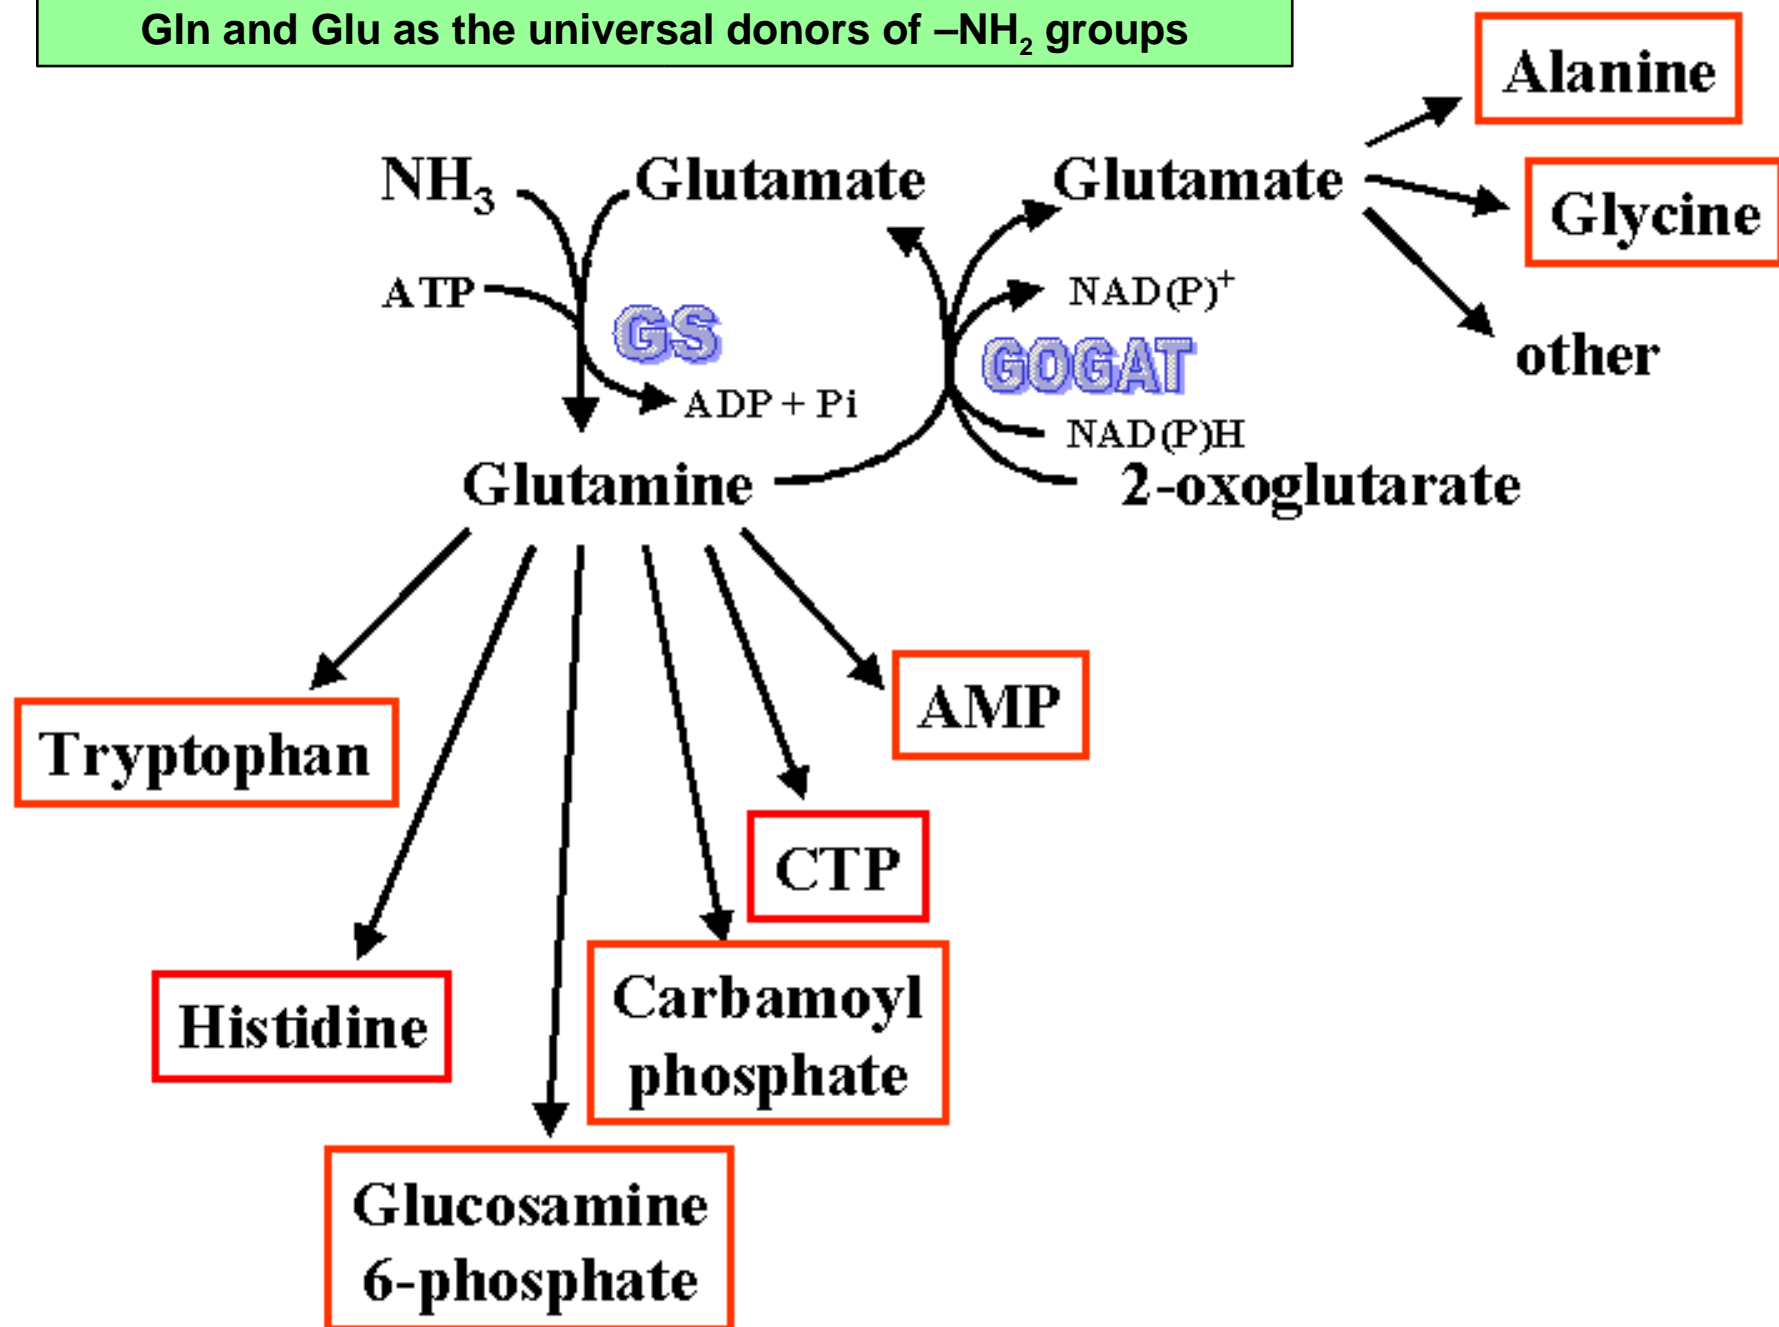 Gln and Glu as the universal donors of –NH₂ groups
Alanine
NH₃
Glutamate
Glutamate
Glycine
ATP
NAD(P)⁺
GS
GOGAT
other
ADP + Pi
NAD(P)H
Glutamine
2-oxoglutarate
AMP
Tryptophan
CTP
Carbamoyl
phosphate
Histidine
Glucosamine
6-phosphate